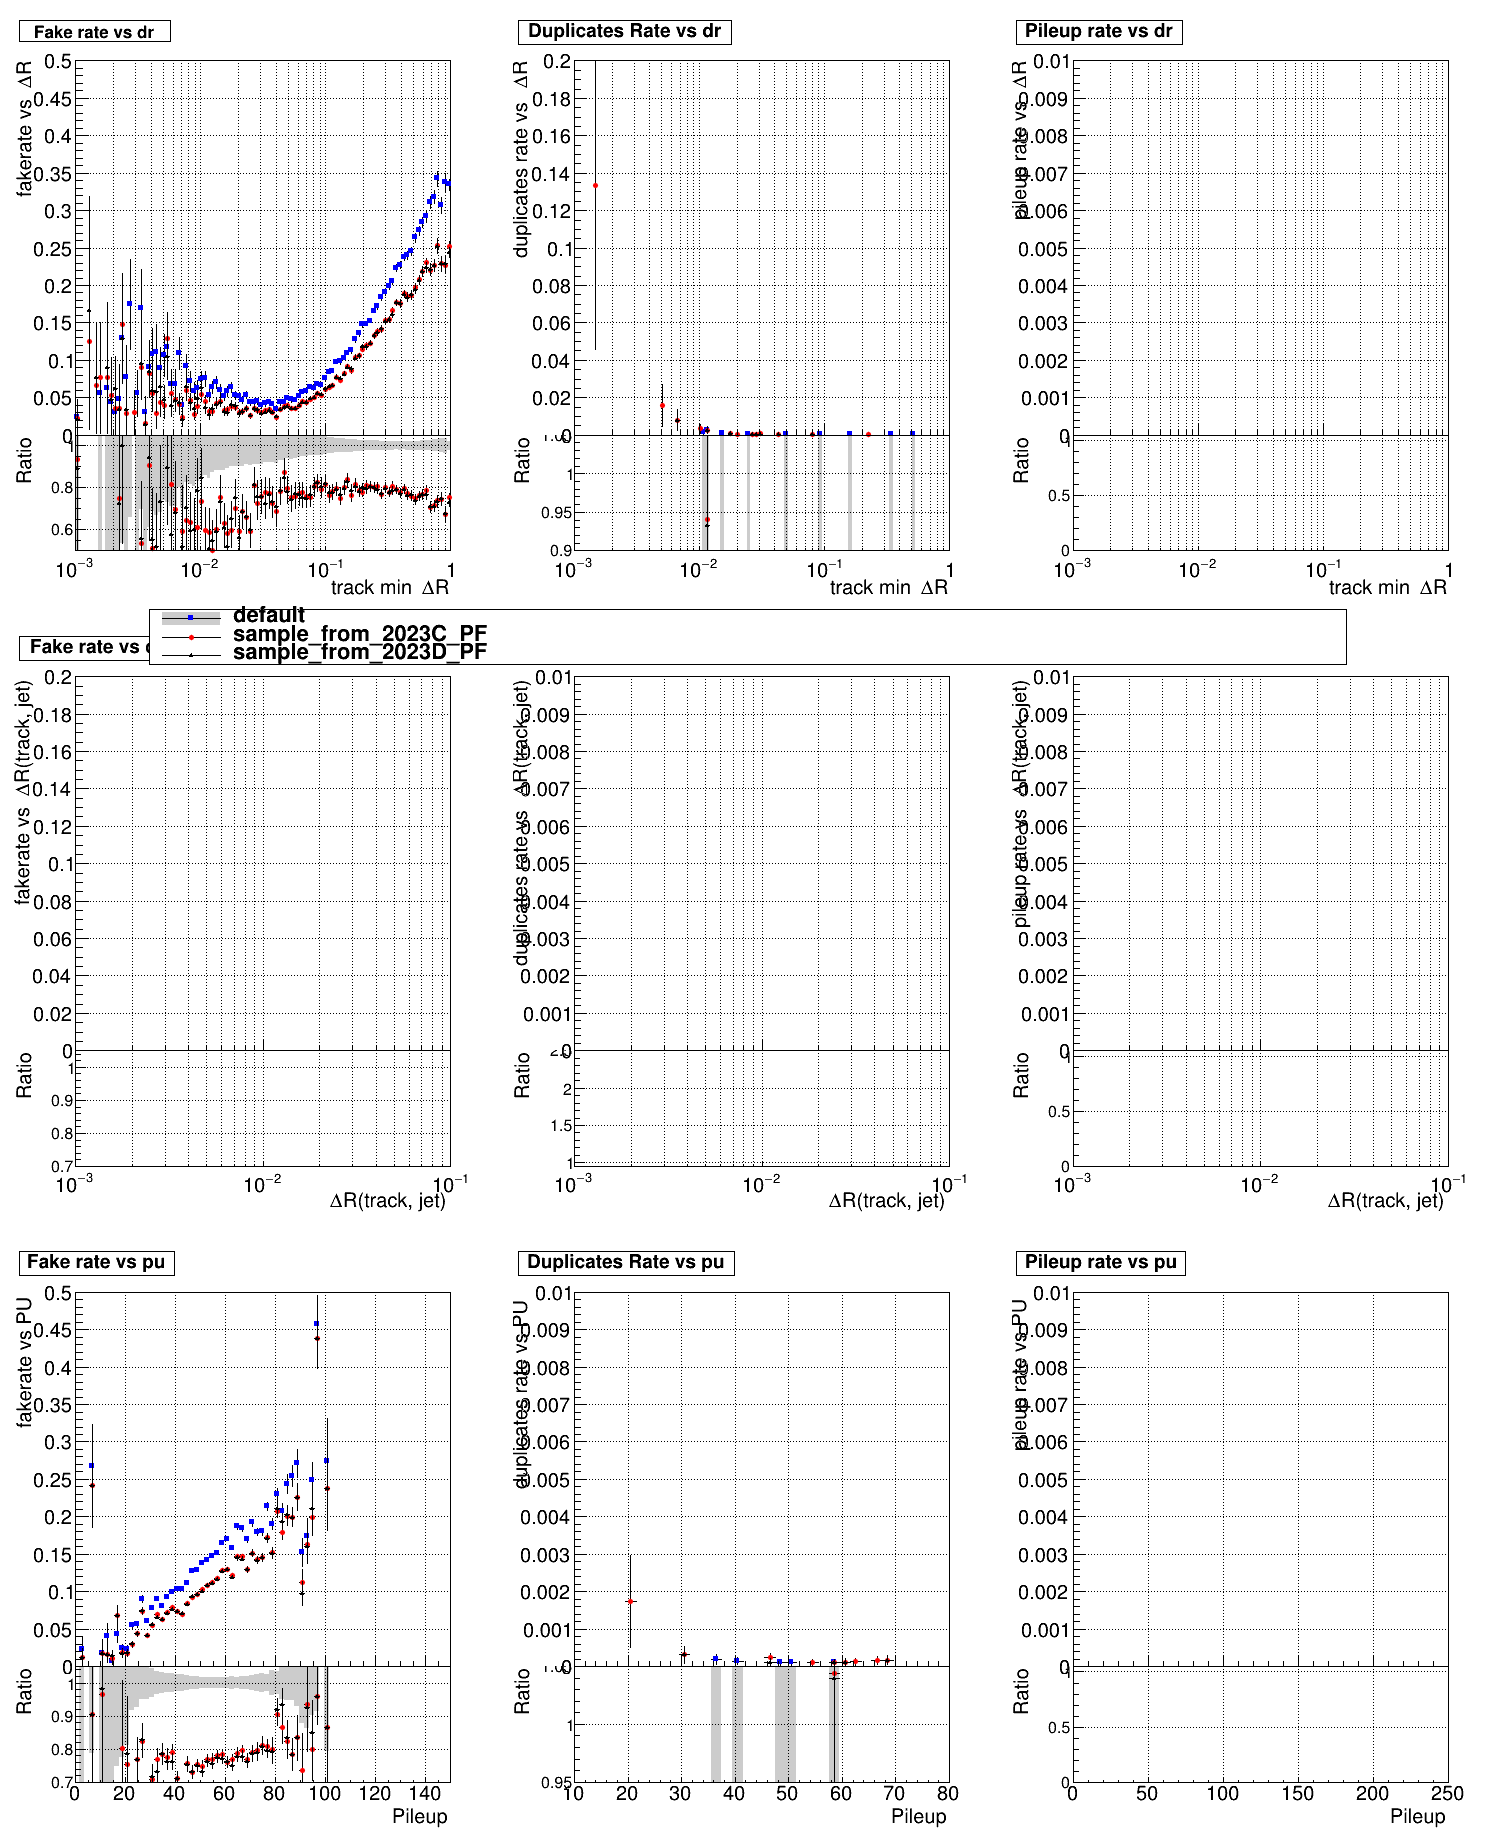 Fake rate vs dr
Duplicates Rate vs dr
Pileup rate vs dr
fakerate vs ΔR
0.5
0.45
0.4
0.35
0.3
0.25
0.2
0.15
0.1
0.05
0
Ratio
1
0.8
0.6
10⁻³ 10⁻² 10⁻¹ 1
track min ΔR
duplicates rate vs ΔR
0.2
0.18
0.16
0.14
0.12
0.1
0.08
0.06
0.04
0.02
0
Ratio
1
0.95
0.9
10⁻³ 10⁻² 10⁻¹ 1
track min ΔR
pileup rate vs ΔR
0.01
0.009
0.008
0.007
0.006
0.005
0.004
0.003
0.002
0.001
0
Ratio
1
0.5
0
10⁻³ 10⁻² 10⁻¹ 1
track min ΔR
default
sample_from_2023C_PF
sample_from_2023D_PF
Fake rate vs
fakerate vs ΔR(track, jet)
0.2
0.18
0.16
0.14
0.12
0.1
0.08
0.06
0.04
0.02
0
Ratio
1
0.9
0.8
0.7
10⁻³ 10⁻² 10⁻¹
ΔR(track, jet)
duplicates rate vs ΔR(track, jet)
0.01
0.009
0.008
0.007
0.006
0.005
0.004
0.003
0.002
0.001
0
Ratio
2
1.5
1
10⁻³ 10⁻² 10⁻¹
ΔR(track, jet)
pileup rate vs ΔR(track, jet)
0.01
0.009
0.008
0.007
0.006
0.005
0.004
0.003
0.002
0.001
0
Ratio
1
0.5
0
10⁻³ 10⁻² 10⁻¹
ΔR(track, jet)
Fake rate vs pu
Duplicates Rate vs pu
Pileup rate vs pu
fakerate vs PU
0.5
0.45
0.4
0.35
0.3
0.25
0.2
0.15
0.1
0.05
0
Ratio
1
0.9
0.8
0.7
0 20 40 60 80 100 120 140
Pileup
duplicates rate vs PU
0.01
0.009
0.008
0.007
0.006
0.005
0.004
0.003
0.002
0.001
0
Ratio
1
0.95
10 20 30 40 50 60 70 80
Pileup
pileup rate vs PU
0.01
0.009
0.008
0.007
0.006
0.005
0.004
0.003
0.002
0.001
0
Ratio
1
0.5
0
0 50 100 150 200 250
Pileup